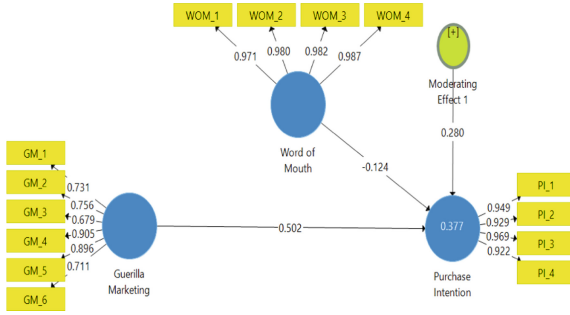 WOM_1
WOM_2
WOM_3
WOM_4
[+]
0.971
0.980
0.982
0.987
Moderating
Effect 1
Word of
Mouth
0.280
-0.124
GM_1
GM_2
GM_3
GM_4
GM_5
GM_6
0.731
0.756
0.679
0.905
0.896
0.711
Guerilla
Marketing
0.502
0.377
Purchase
Intention
0.949
0.929
0.969
0.922
PI_1
PI_2
PI_3
PI_4